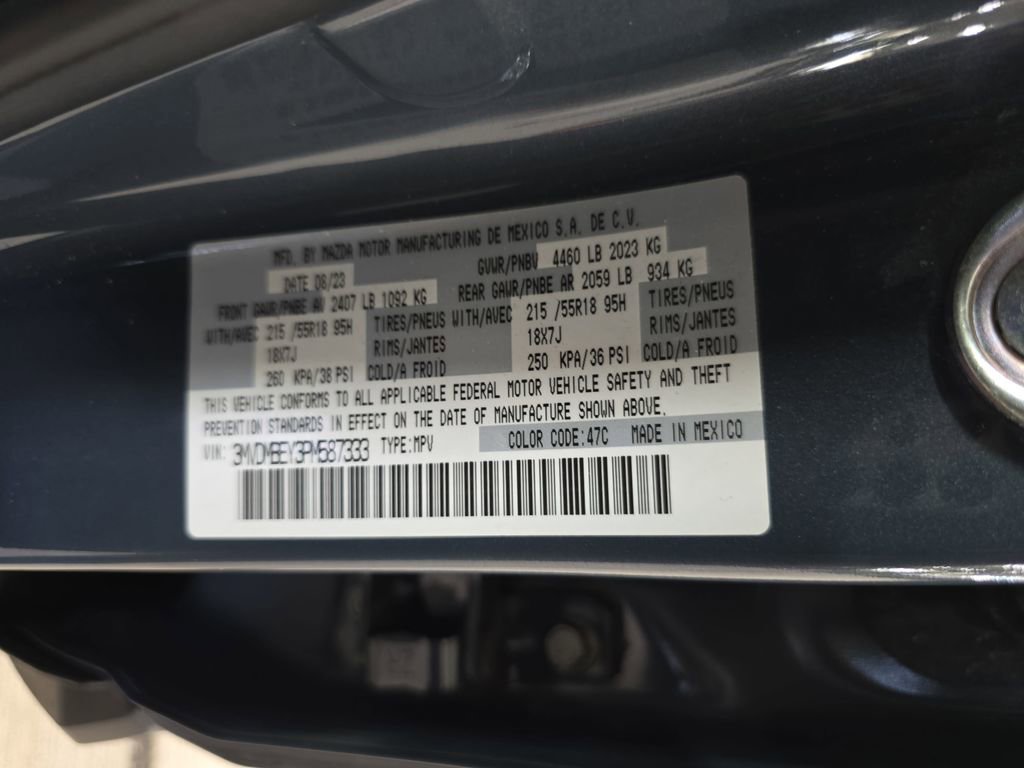 MFD. BY MAZDA MOTOR MANUFACTURING DE MEXICO S.A. DE C.V.
DATE 08/23 GVWR/PNBV 4460 LB 2023 KG
FRONT GAWR/PNBE AV 2407 LB 1092 KG REAR GAWR/PNBE AR 2059 LB 934 KG
WITH/AVEC 215 /55R18 95H TIRES/PNEUS WITH/AVEC 215 /55R18 95H TIRES/PNEUS
18X7J RIMS/JANTES 18X7J RIMS/JANTES
260 KPA/38 PSI COLD/A FROID 250 KPA/36 PSI COLD/A FROID
THIS VEHICLE CONFORMS TO ALL APPLICABLE FEDERAL MOTOR VEHICLE SAFETY AND THEFT
PREVENTION STANDARDS IN EFFECT ON THE DATE OF MANUFACTURE SHOWN ABOVE.
VIN: 3MVDMBEY3PM587333 TYPE:MPV COLOR CODE:47C MADE IN MEXICO